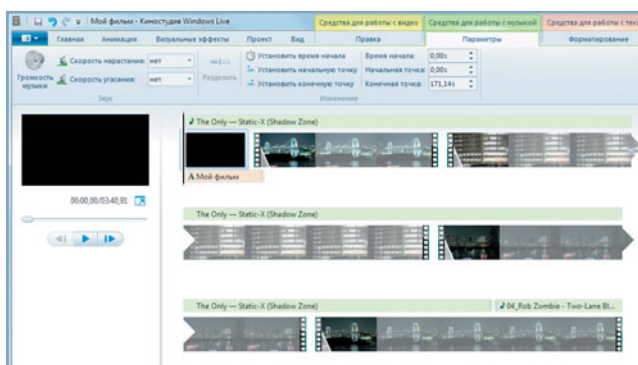 Мой фильм - Киностудия Windows Live
Средства для работы с видео
Средства для работы с музыкой
Средства для работы с тек
Главная
Анимация
Визуальные эффекты
Проект
Вид
Правка
Параметры
Форматирование
Громкость музыки
Скорость нарастания: нет
Скорость угасания: нет
Звук
Разделить
Установить время начала
Установить начальную точку
Установить конечную точку
Время начала: 0,00s
Начальная точка: 0,00s
Конечная точка: 171,14s
Изменение
The Only — Static-X (Shadow Zone)
A Мой фильм
00:00,00/03:40,91
The Only — Static-X (Shadow Zone)
The Only — Static-X (Shadow Zone)
04_Rob Zombie - Two-Lane Bl...